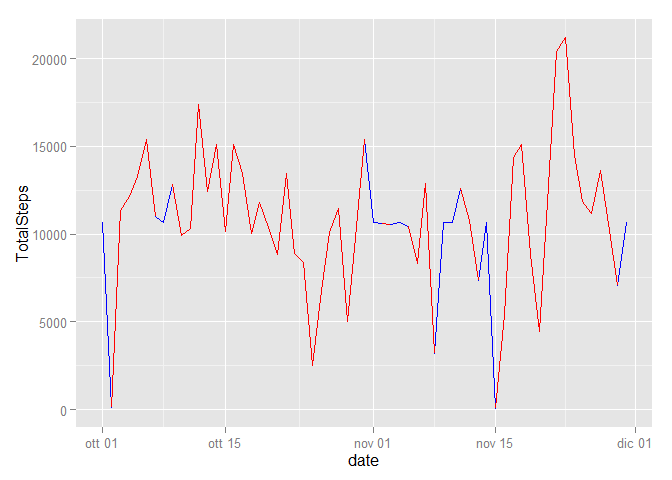 TotalSteps
20000
15000
10000
5000
0
ott 01
ott 15
nov 01
nov 15
dic 01
date